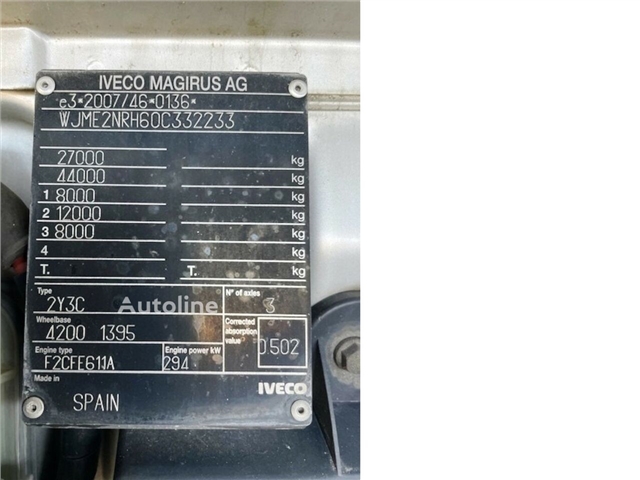 IVECO MAGIRUS AG
e3*2007/46*0136*
WJME2NRH60C332233
27000 kg
44000 kg
1 8000 kg
2 12000 kg
3 8000 kg
4 kg
T. T. kg
Type N° of axles
2Y3C Autoline 3
Wheelbase Corrected absorption value
4200 1395 0.502
Engine type Engine power kW
F2CFE611A 294
Made in IVECO
SPAIN